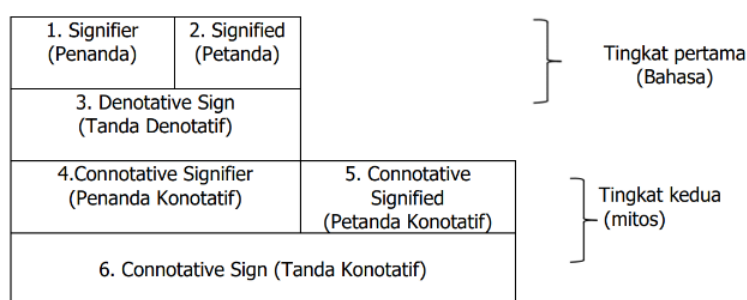 1. Signifier
(Penanda)
2. Signified
(Petanda)
Tingkat pertama
(Bahasa)
3. Denotative Sign
(Tanda Denotatif)
4.Connotative Signifier
(Penanda Konotatif)
5. Connotative
Signified
(Petanda Konotatif)
Tingkat kedua
(mitos)
6. Connotative Sign (Tanda Konotatif)